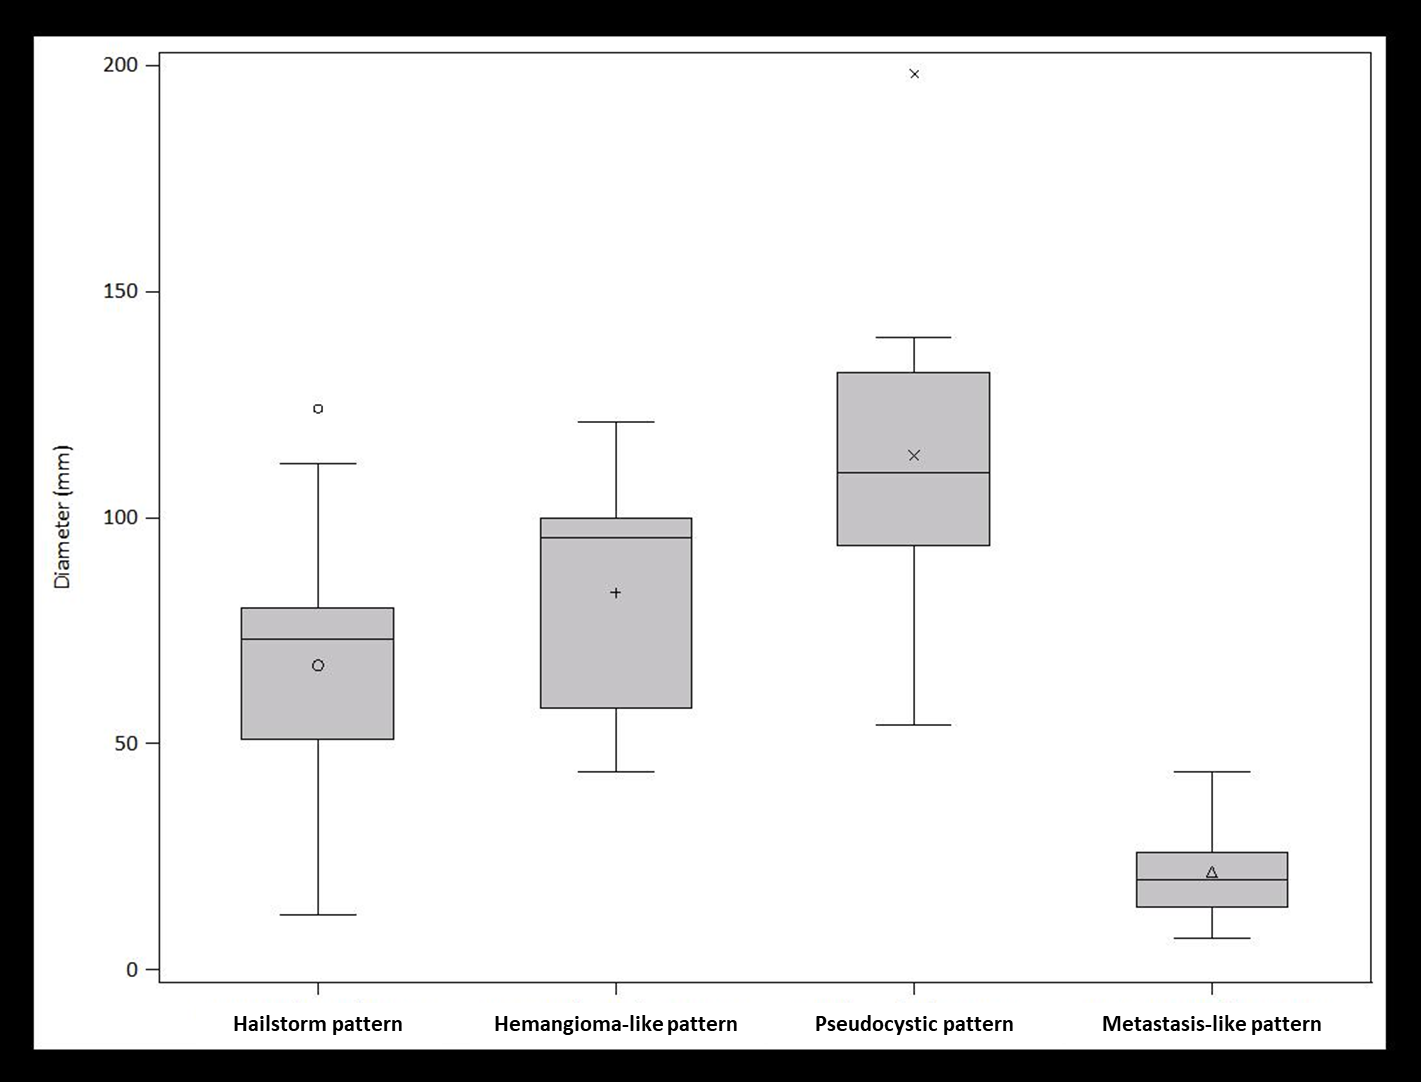 200
150
100
50
0
Diameter (mm)
Hailstorm pattern
Hemangioma-like pattern
Pseudocystic pattern
Metastasis-like pattern